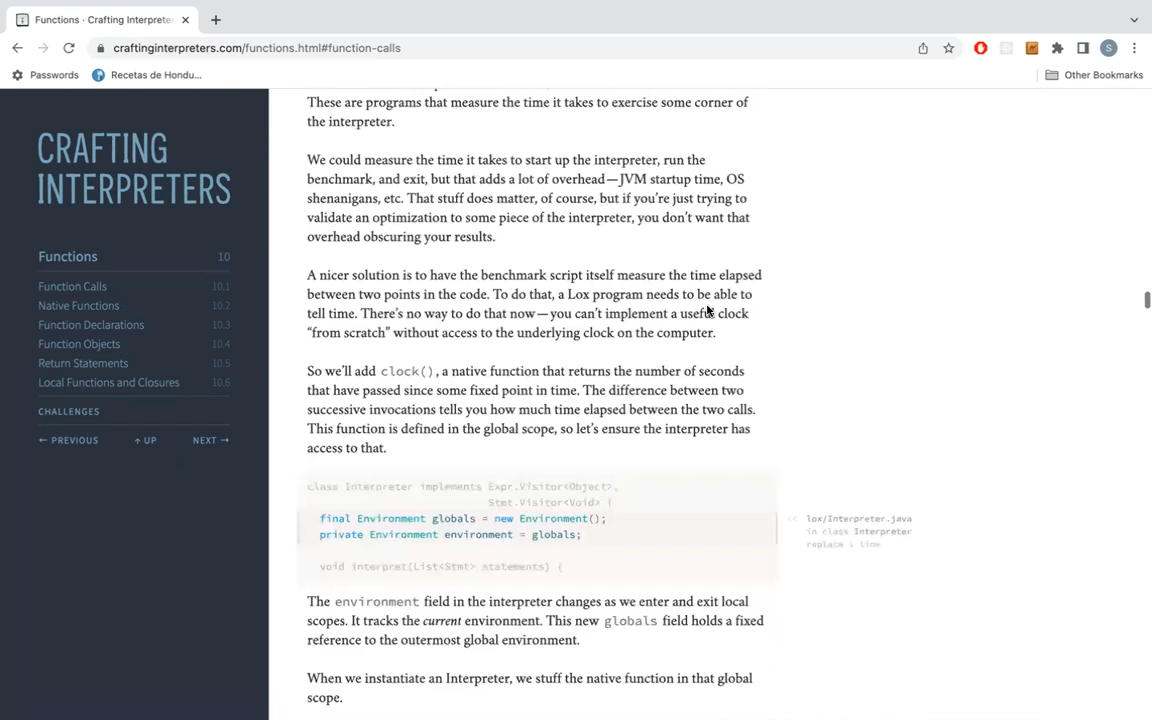 Functions · Crafting Interprete
craftinginterpreters.com/functions.html#function-calls
S
Passwords
Recetas de Hondu...
Other Bookmarks
CRAFTING
INTERPRETERS
Functions 10
Function Calls 10.1
Native Functions 10.2
Function Declarations 10.3
Function Objects 10.4
Return Statements 10.5
Local Functions and Closures 10.6
CHALLENGES
← PREVIOUS ↑ UP NEXT →
These are programs that measure the time it takes to exercise some corner of
the interpreter.
We could measure the time it takes to start up the interpreter, run the
benchmark, and exit, but that adds a lot of overhead—JVM startup time, OS
shenanigans, etc. That stuff does matter, of course, but if you're just trying to
validate an optimization to some piece of the interpreter, you don't want that
overhead obscuring your results.
A nicer solution is to have the benchmark script itself measure the time elapsed
between two points in the code. To do that, a Lox program needs to be able to
tell time. There's no way to do that now—you can't implement a useful clock
“from scratch” without access to the underlying clock on the computer.
So we'll add clock(), a native function that returns the number of seconds
that have passed since some fixed point in time. The difference between two
successive invocations tells you how much time elapsed between the two calls.
This function is defined in the global scope, so let's ensure the interpreter has
access to that.
class Interpreter implements Expr.Visitor<Object>,
Stmt.Visitor<Void> {
final Environment globals = new Environment();
private Environment environment = globals;
void interpret(List<Stmt> statements) {
<< lox/Interpreter.java
in class Interpreter
replace 1 line
The environment field in the interpreter changes as we enter and exit local
scopes. It tracks the current environment. This new globals field holds a fixed
reference to the outermost global environment.
When we instantiate an Interpreter, we stuff the native function in that global
scope.